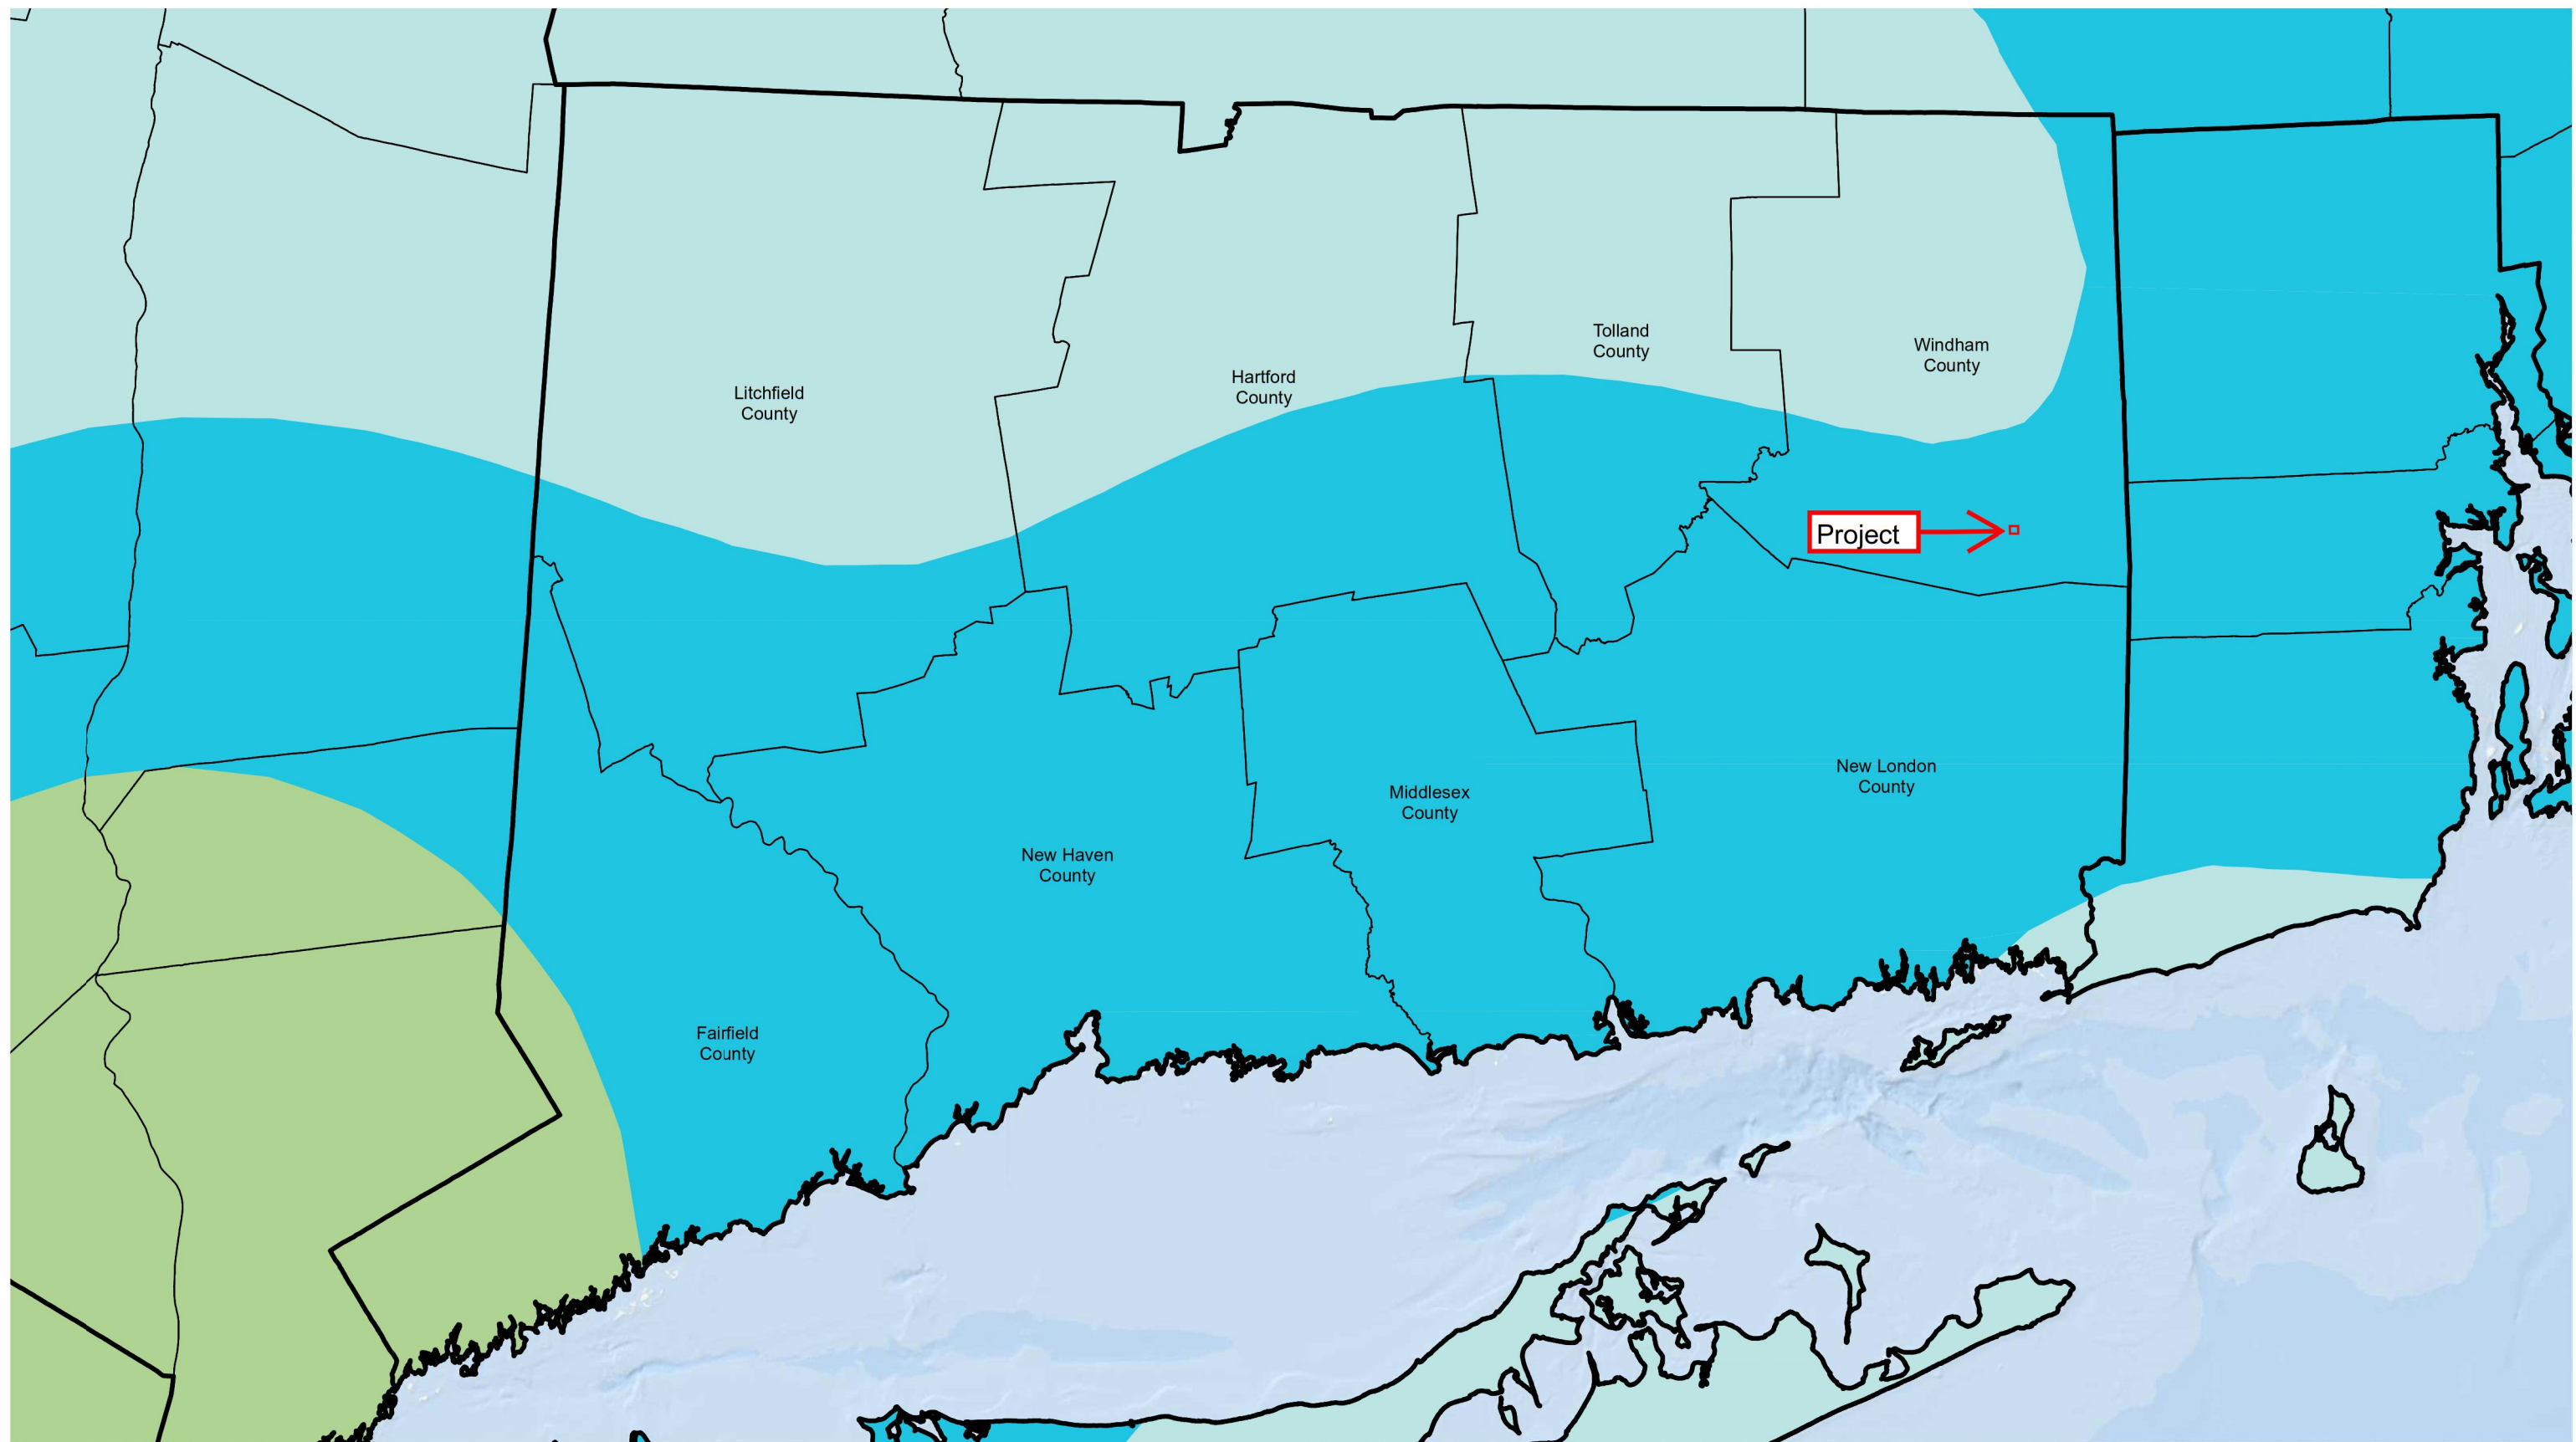 Tolland
County
Windham
County
Hartford
County
Litchfield
County
Project
New London
County
Middlesex
County
New Haven
County
Fairfield
County